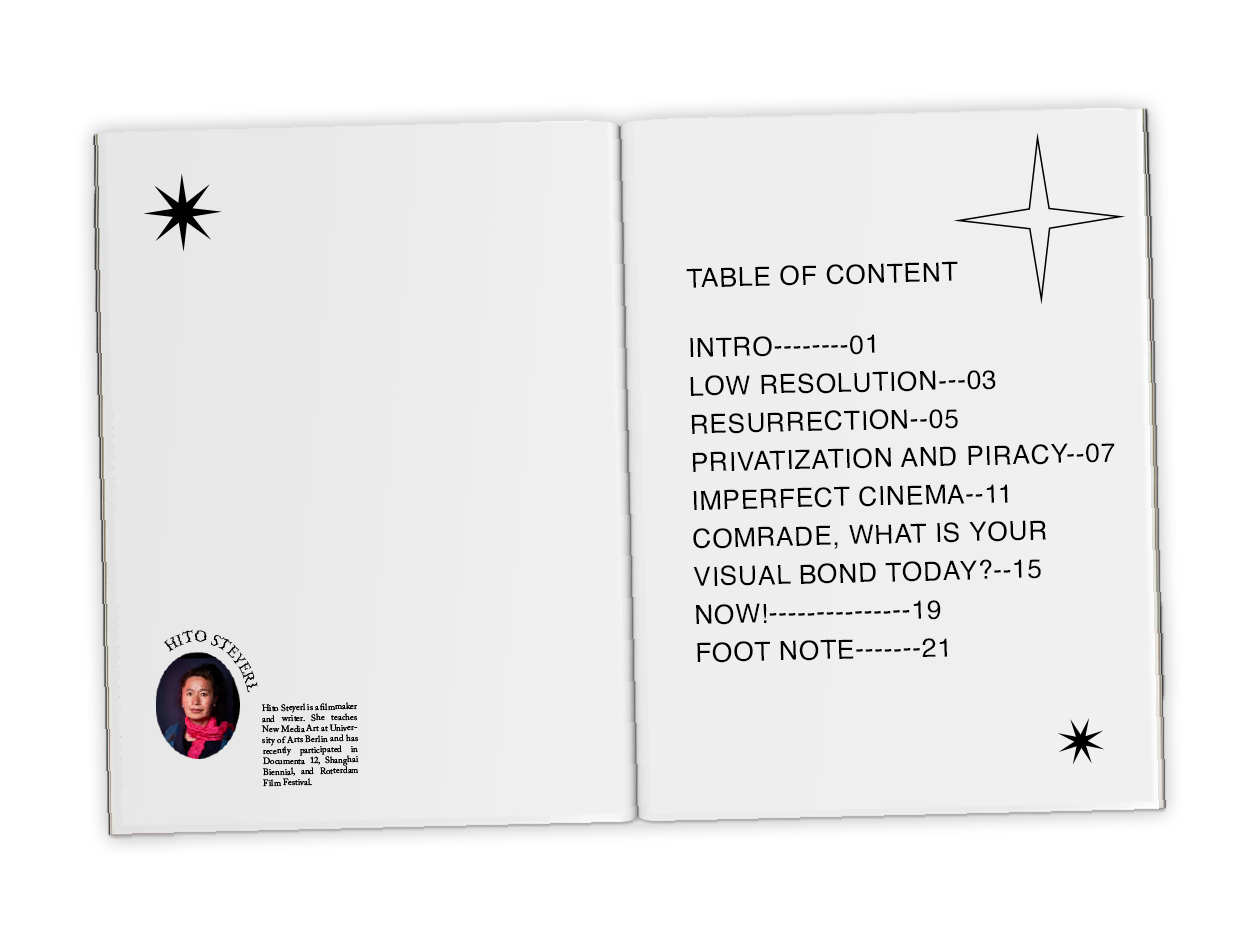 HITO STEYERL
Hito Steyerl is a filmmaker
and writer. She teaches
New Media Art at Univer-
sity of Arts Berlin and has
recently participated in
Documenta 12, Shanghai
Biennial, and Rotterdam
Film Festival.
TABLE OF CONTENT
INTRO--------01
LOW RESOLUTION---03
RESURRECTION--05
PRIVATIZATION AND PIRACY--07
IMPERFECT CINEMA--11
COMRADE, WHAT IS YOUR
VISUAL BOND TODAY?--15
NOW!---------------19
FOOT NOTE-------21